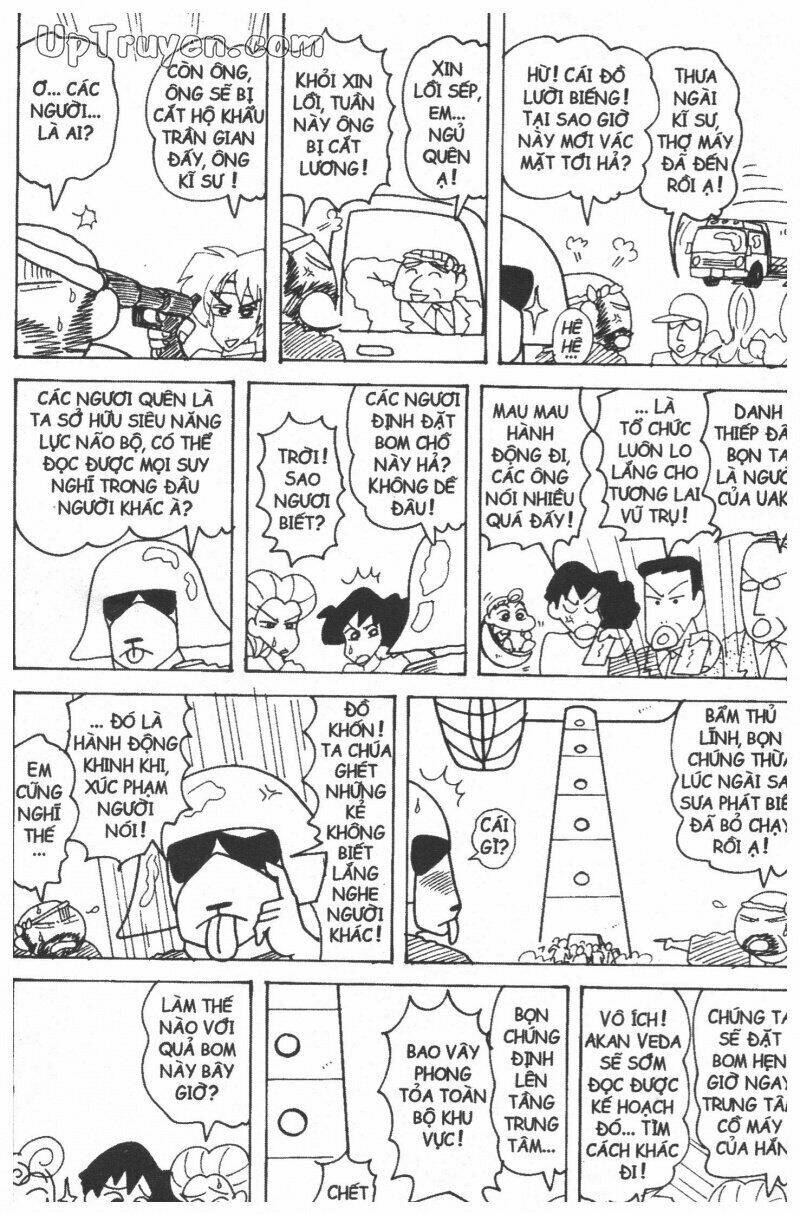 UpTruyen.com
THƯA
NGÀI
KĨ SƯ,
THỢ MÁY
ĐÃ ĐẾN
RỒI Ạ!
HỪ! CÁI ĐỒ
LƯỜI BIẾNG!
TẠI SAO GIỜ
NÀY MỚI VÁC
MẶT TỚI HẢ?
HÊ
HÊ...
XIN
LỖI SẾP,
EM...
NGỦ
QUÊN
Ạ!
KHỎI XIN
LỖI, TUẦN
NÀY ÔNG
BỊ CẮT
LƯƠNG!
CÒN ÔNG,
ÔNG SẼ BỊ
CẮT HỘ KHẨU
TRẦN GIAN
ĐẤY, ÔNG
KĨ SƯ!
Ơ... CÁC
NGƯỜI...
LÀ AI?
DANH
THIẾP ĐÂ
BỌN TA
LÀ NGƯỜ
CỦA UAK
... LÀ
TỔ CHỨC
LUÔN LO
LẮNG CHO
TƯƠNG LAI
VŨ TRỤ!
MAU MAU
HÀNH
ĐỘNG ĐI,
CÁC ÔNG
NÓI NHIỀU
QUÁ ĐẤY!
CÁC NGƯƠI
ĐỊNH ĐẶT
BOM CHỖ
NÀY HẢ?
KHÔNG DỄ
ĐÂU!
TRỜI!
SAO
NGƯƠI
BIẾT?
CÁC NGƯƠI QUÊN LÀ
TA SỞ HỮU SIÊU NĂNG
LỰC NÃO BỘ, CÓ THỂ
ĐỌC ĐƯỢC MỌI SUY
NGHĨ TRONG ĐẦU
NGƯỜI KHÁC À?
BẨM THỦ
LĨNH, BỌN
CHÚNG THỪA
LÚC NGÀI SA
SƯA PHÁT BIỂ
ĐÃ BỎ CHẠY
RỒI Ạ!
CÁI
GÌ?
ĐỒ
KHỐN!
TA CHÚA
GHÉT
NHỮNG
KẺ
KHÔNG
BIẾT
LẮNG
NGHE
NGƯỜI
KHÁC!
... ĐÓ LÀ
HÀNH ĐỘNG
KHINH KHI,
XÚC PHẠM
NGƯỜI
NÓI!
EM
CŨNG
NGHĨ
THẾ
...
CHÚNG TA
SẼ ĐẶT
BOM HẸN
GIỜ NGAY
TRUNG TÂM
CỖ MÁY
CỦA HẮN
VÔ ÍCH!
AKAN VEDA
SẼ SỚM
ĐỌC ĐƯỢC
KẾ HOẠCH
ĐÓ... TÌM
CÁCH KHÁC
ĐI!
BỌN
CHÚNG
ĐỊNH
LÊN
TẦNG
TRUNG
TÂM...
BAO VÂY
PHONG
TỎA TOÀN
BỘ KHU
VỰC!
CHẾT
LÀM THẾ
NÀO VỚI
QUẢ BOM
NÀY BÂY
GIỜ?